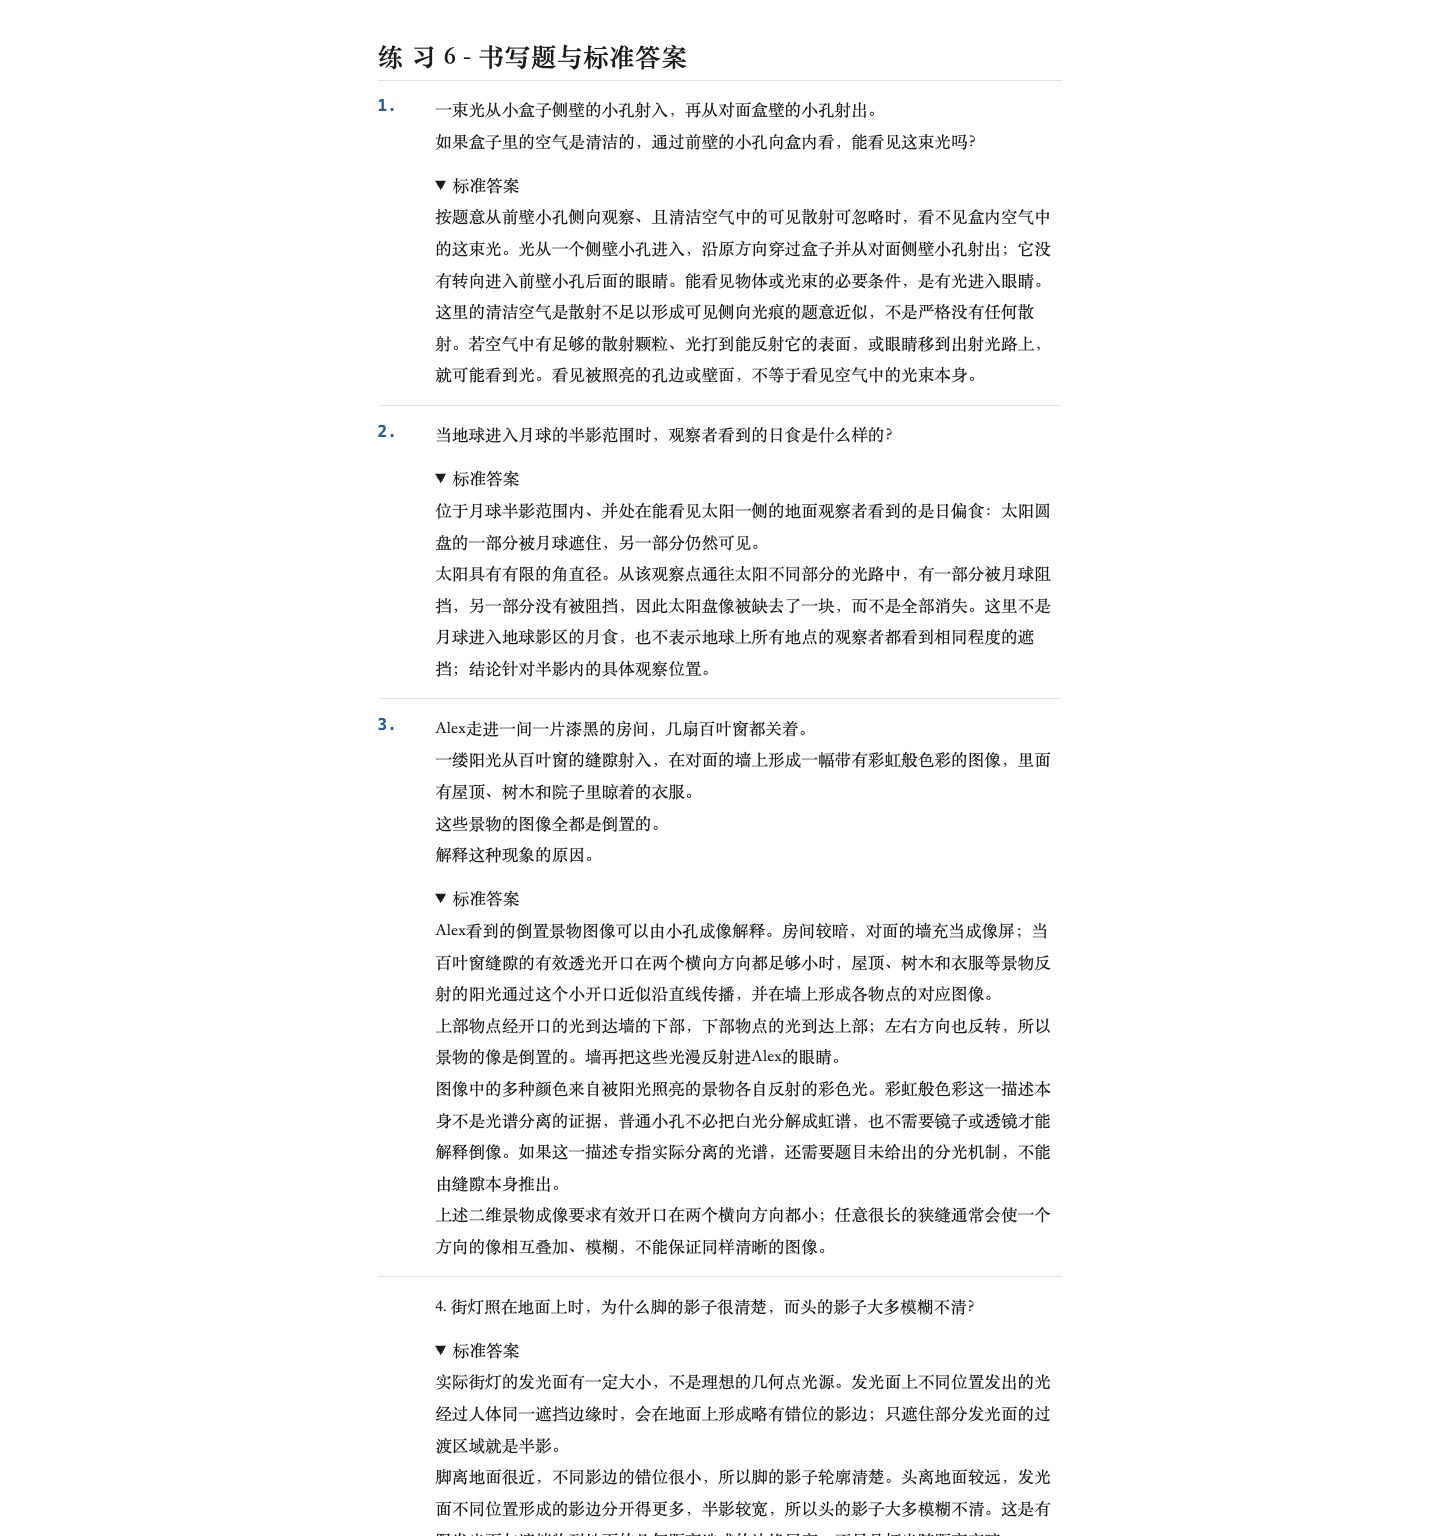 练 习 6 - 书写题与标准答案
1.
一束光从小盒子侧壁的小孔射入，再从对面盒壁的小孔射出。
如果盒子里的空气是清洁的，通过前壁的小孔向盒内看，能看见这束光吗？
▼ 标准答案
按题意从前壁小孔侧向观察、且清洁空气中的可见散射可忽略时，看不见盒内空气中
的这束光。光从一个侧壁小孔进入，沿原方向穿过盒子并从对面侧壁小孔射出；它没
有转向进入前壁小孔后面的眼睛。能看见物体或光束的必要条件，是有光进入眼睛。
这里的清洁空气是散射不足以形成可见侧向光痕的题意近似，不是严格没有任何散
射。若空气中有足够的散射颗粒、光打到能反射它的表面，或眼睛移到出射光路上，
就可能看到光。看见被照亮的孔边或壁面，不等于看见空气中的光束本身。
2.
当地球进入月球的半影范围时，观察者看到的日食是什么样的？
▼ 标准答案
位于月球半影范围内、并处在能看见太阳一侧的地面观察者看到的是日偏食：太阳圆
盘的一部分被月球遮住，另一部分仍然可见。
太阳具有有限的角直径。从该观察点通往太阳不同部分的光路中，有一部分被月球阻
挡，另一部分没有被阻挡，因此太阳盘像被缺去了一块，而不是全部消失。这里不是
月球进入地球影区的月食，也不表示地球上所有地点的观察者都看到相同程度的遮
挡；结论针对半影内的具体观察位置。
3.
Alex走进一间一片漆黑的房间，几扇百叶窗都关着。
一缕阳光从百叶窗的缝隙射入，在对面的墙上形成一幅带有彩虹般色彩的图像，里面
有屋顶、树木和院子里晾着的衣服。
这些景物的图像全都是倒置的。
解释这种现象的原因。
▼ 标准答案
Alex看到的倒置景物图像可以由小孔成像解释。房间较暗，对面的墙充当成像屏；当
百叶窗缝隙的有效透光开口在两个横向方向都足够小时，屋顶、树木和衣服等景物反
射的阳光通过这个小开口近似沿直线传播，并在墙上形成各物点的对应图像。
上部物点经开口的光到达墙的下部，下部物点的光到达上部；左右方向也反转，所以
景物的像是倒置的。墙再把这些光漫反射进Alex的眼睛。
图像中的多种颜色来自被阳光照亮的景物各自反射的彩色光。彩虹般色彩这一描述本
身不是光谱分离的证据，普通小孔不必把白光分解成虹谱，也不需要镜子或透镜才能
解释倒像。如果这一描述专指实际分离的光谱，还需要题目未给出的分光机制，不能
由缝隙本身推出。
上述二维景物成像要求有效开口在两个横向方向都小；任意很长的狭缝通常会使一个
方向的像相互叠加、模糊，不能保证同样清晰的图像。
4. 街灯照在地面上时，为什么脚的影子很清楚，而头的影子大多模糊不清？
▼ 标准答案
实际街灯的发光面有一定大小，不是理想的几何点光源。发光面上不同位置发出的光
经过人体同一遮挡边缘时，会在地面上形成略有错位的影边；只遮住部分发光面的过
渡区域就是半影。
脚离地面很近，不同影边的错位很小，所以脚的影子轮廓清楚。头离地面较远，发光
面不同位置形成的影边分开得更多，半影较宽，所以头的影子大多模糊不清。这是有